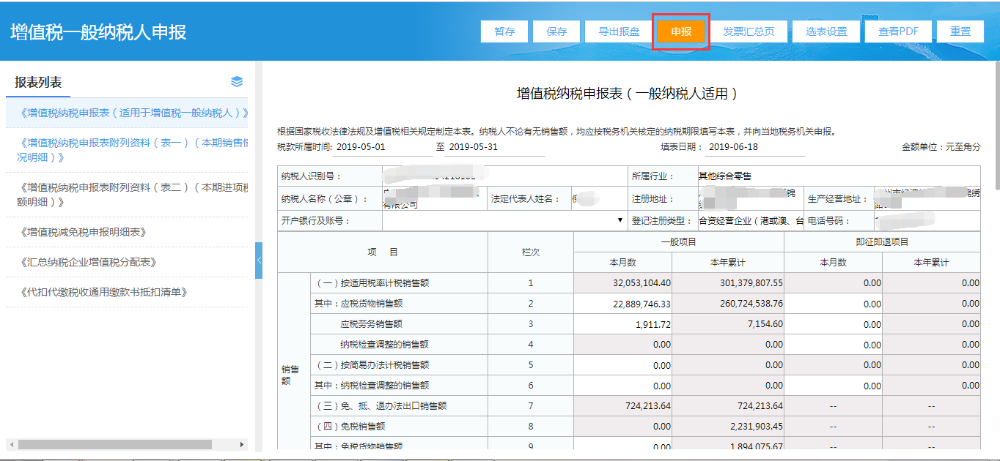 增值税一般纳税人申报
暂存 保存 导出报盘 申报 发票汇总页 选表设置 查看PDF 重置
报表列表
《增值税纳税申报表（适用于增值税一般纳税人）》
《增值税纳税申报表附列资料（表一）（本期销售情
况明细）》
《增值税纳税申报表附列资料（表二）（本期进项税
额明细）》
《增值税减免税申报明细表》
《汇总纳税企业增值税分配表》
《代扣代缴税收通用缴款书抵扣清单》
增值税纳税申报表（一般纳税人适用）
根据国家税收法律法规及增值税相关规定制定本表。纳税人不论有无销售额，均应按税务机关核定的纳税期限填写本表，并向当地税务机关申报。
税款所属时间: 2019-05-01 至 2019-05-31 填表日期： 2019-06-18 金额单位：元至角分
纳税人识别号： 所属行业： 其他综合零售
纳税人名称（公章）： 有限公司 法定代表人姓名： 注册地址： 锦 生产经营地址： 锦绣
开户银行及账号： 登记注册类型： 合资经营企业（港或澳、台 电话号码：
项 目 栏次 一般项目 即征即退项目
本月数 本年累计 本月数 本年累计
销售
额
（一）按适用税率计税销售额 1 32,053,104.40 301,379,807.55 0.00 0.00
其中：应税货物销售额 2 22,889,746.33 260,724,538.76 0.00 0.00
应税劳务销售额 3 1,911.72 7,154.60 0.00 0.00
纳税检查调整的销售额 4 0.00 0.00 0.00 0.00
（二）按简易办法计税销售额 5 0.00 0.00 0.00 0.00
其中：纳税检查调整的销售额 6 0.00 0.00 0.00 0.00
（三）免、抵、退办法出口销售额 7 724,213.64 724,213.64 -- --
（四）免税销售额 8 0.00 2,231,903.45 -- --
其中：免税货物销售额 9 0.00 1,894,075.67 -- --